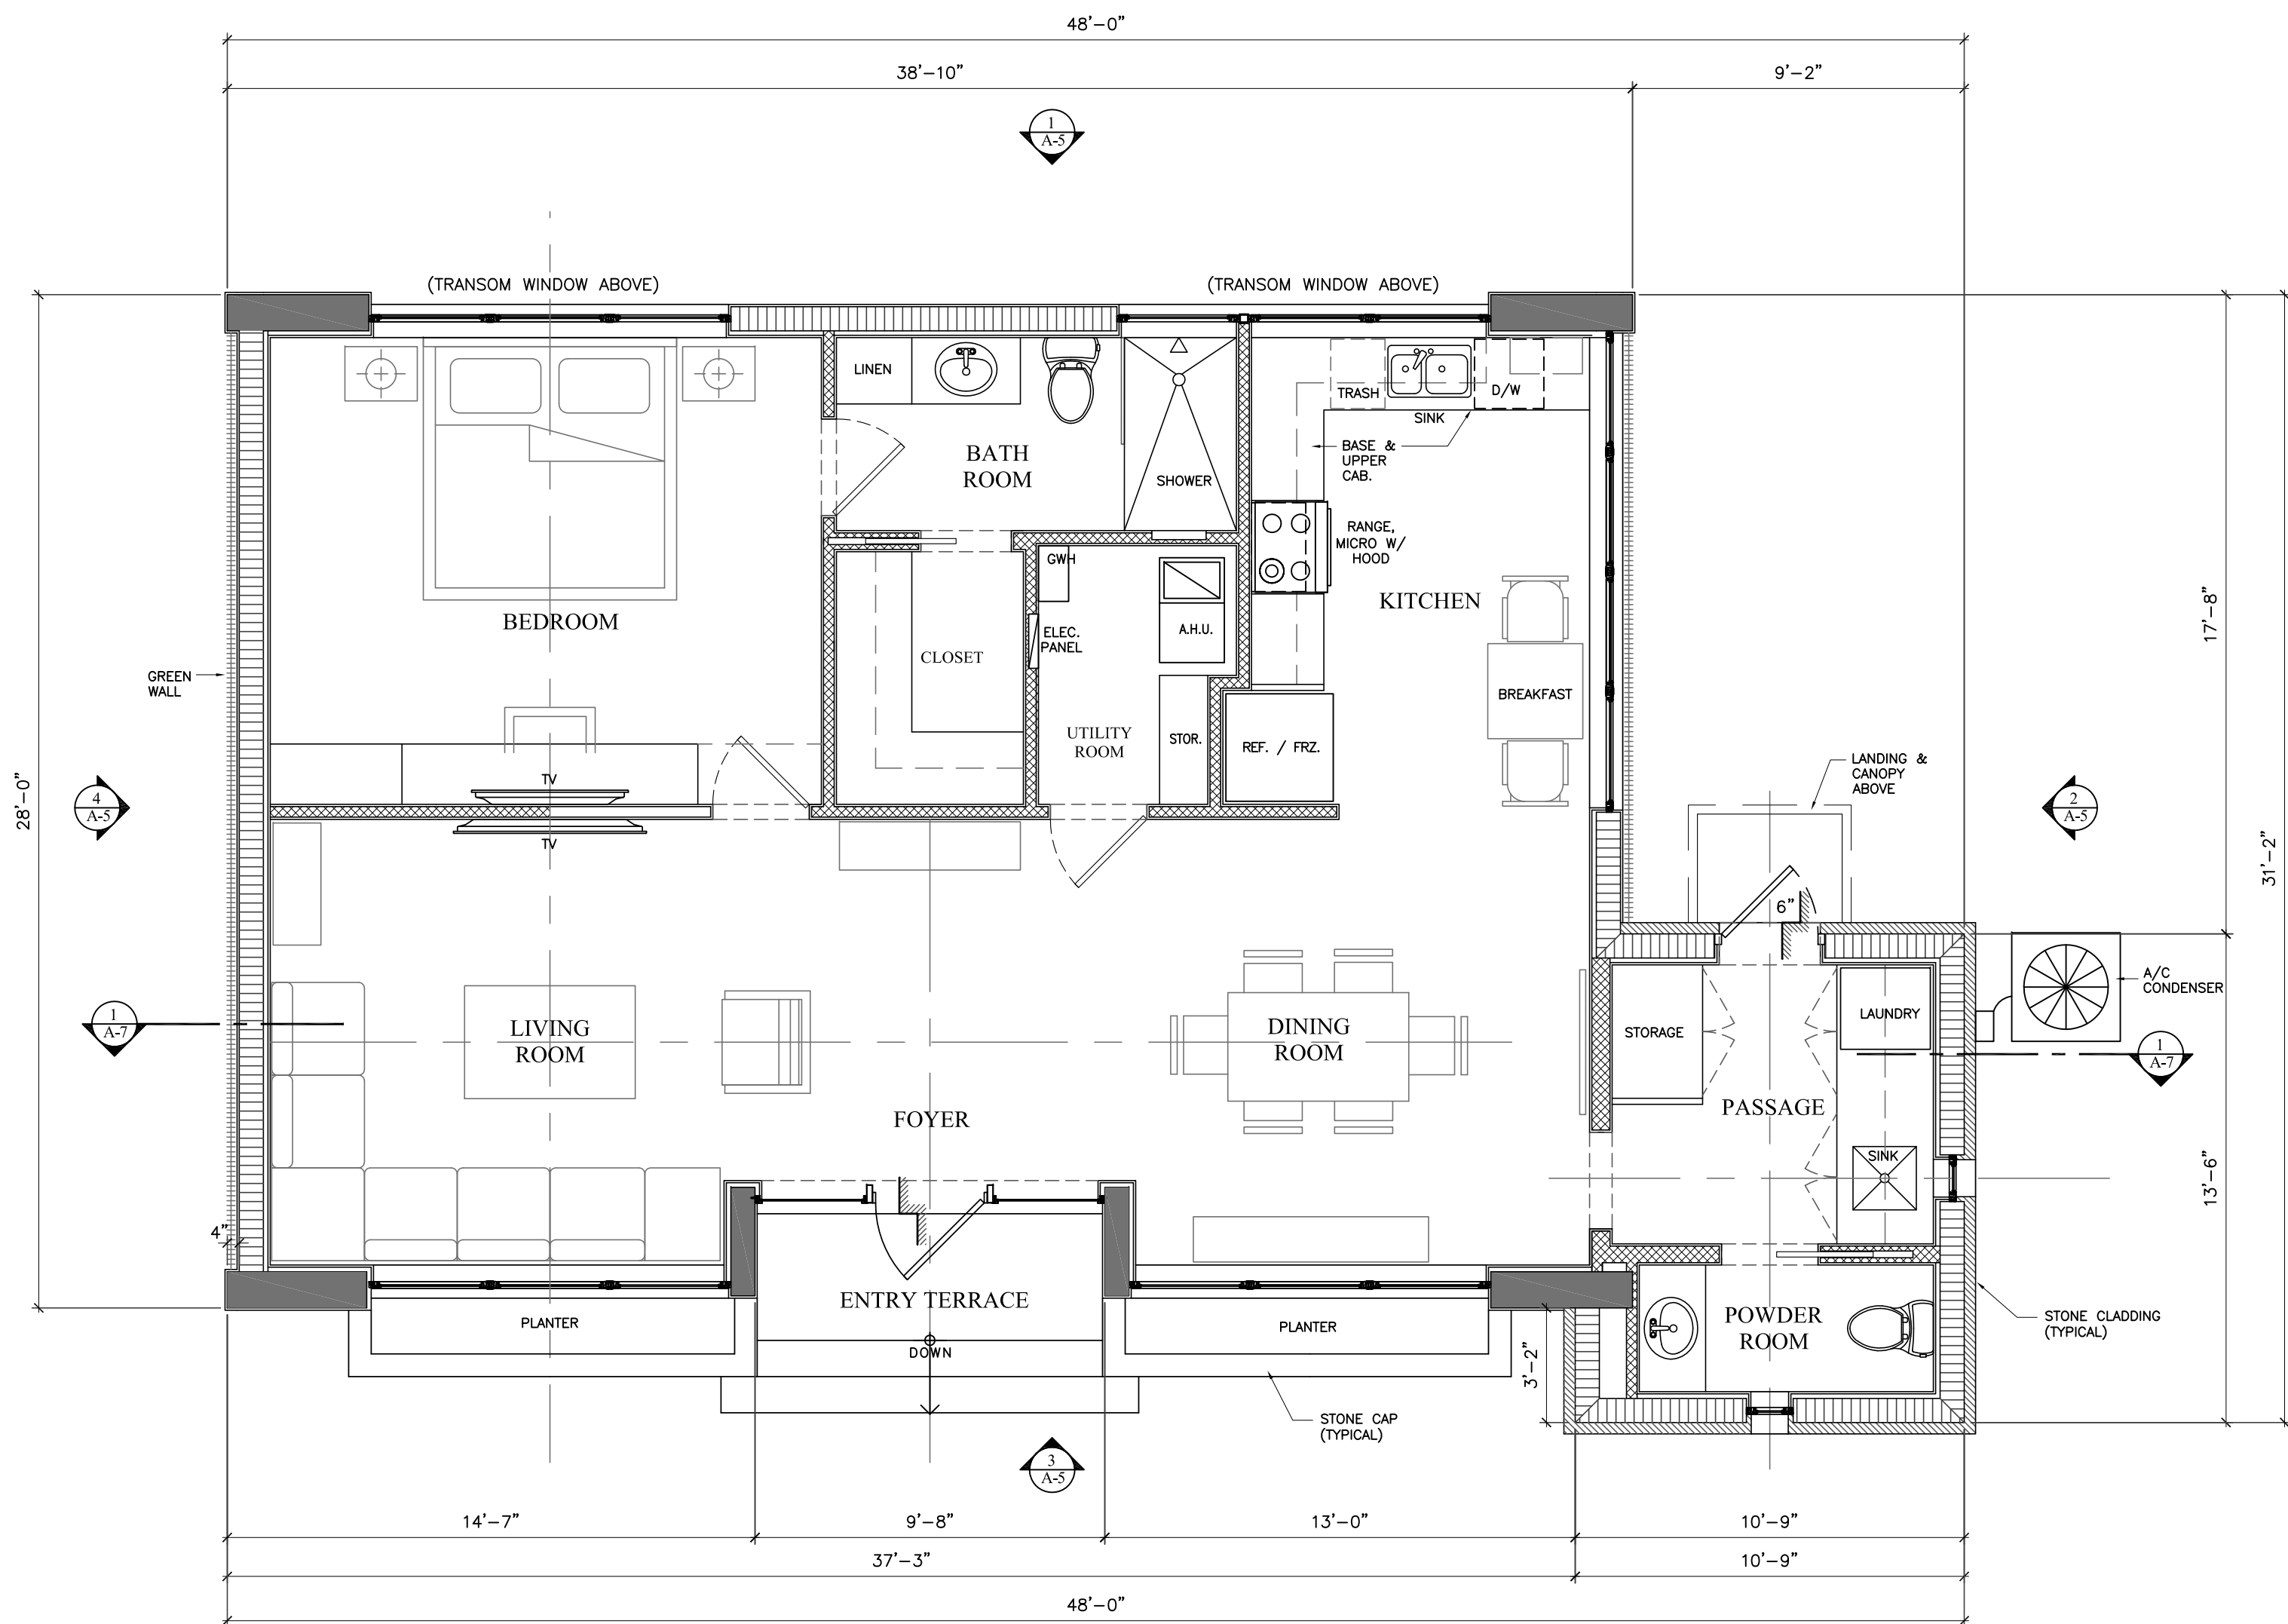 48'-0"
38'-10"
9'-2"
1
A-5
(TRANSOM WINDOW ABOVE)
(TRANSOM WINDOW ABOVE)
LINEN
TRASH
D/W
SINK
BASE &
UPPER
CAB.
BATH
ROOM
SHOWER
RANGE,
MICRO W/
HOOD
GWH
KITCHEN
BEDROOM
ELEC.
PANEL
A.H.U.
CLOSET
17'-8"
GREEN
WALL
BREAKFAST
UTILITY
ROOM
STOR.
REF. / FRZ.
LANDING &
CANOPY
ABOVE
TV
28'-0"
4
A-5
2
A-5
TV
31'-2"
6"
A/C
CONDENSER
1
A-7
LIVING
ROOM
DINING
ROOM
STORAGE
LAUNDRY
1
A-7
PASSAGE
FOYER
SINK
13'-6"
4"
ENTRY TERRACE
PLANTER
PLANTER
DOWN
POWDER
ROOM
STONE CLADDING
(TYPICAL)
3'-2"
STONE CAP
(TYPICAL)
3
A-5
14'-7"
9'-8"
13'-0"
10'-9"
37'-3"
10'-9"
48'-0"